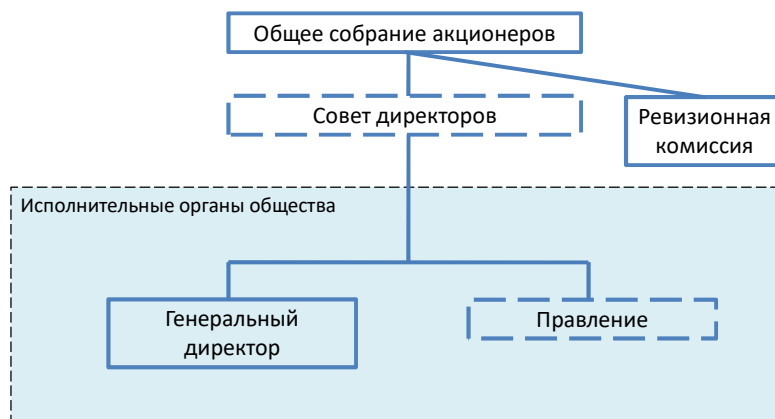 Общее собрание акционеров
Совет директоров
Ревизионная
комиссия
Исполнительные органы общества
Генеральный
директор
Правление